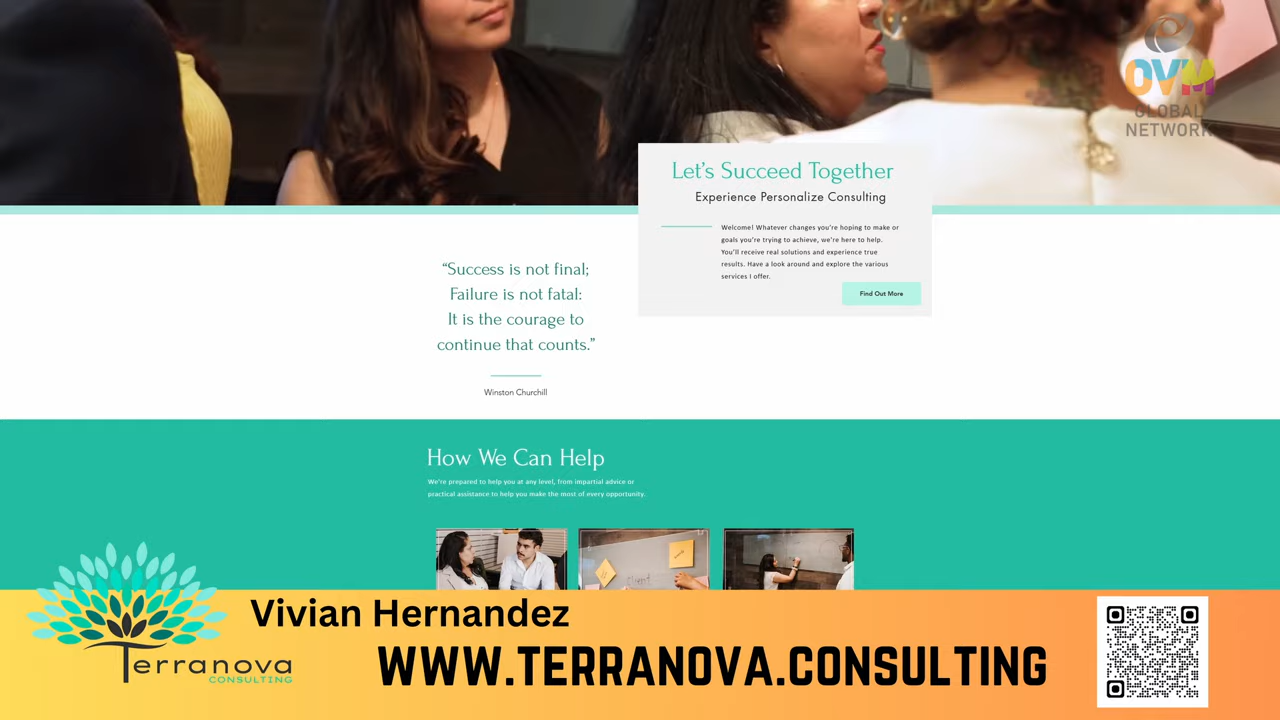 OVM
GLOBAL
NETWORK
Let's Succeed Together
Experience Personalize Consulting
Welcome! Whatever changes you're hoping to make or
goals you're trying to achieve, we're here to help.
You'll receive real solutions and experience true
results. Have a look around and explore the various
services I offer.
Find Out More
“Success is not final;
Failure is not fatal:
It is the courage to
continue that counts.”
Winston Churchill
How We Can Help
We're prepared to help you at any level, from impartial advice or
practical assistance to help you make the most of every opportunity.
Vivian Hernandez
WWW.TERRANOVA.CONSULTING
Terranova
CONSULTING